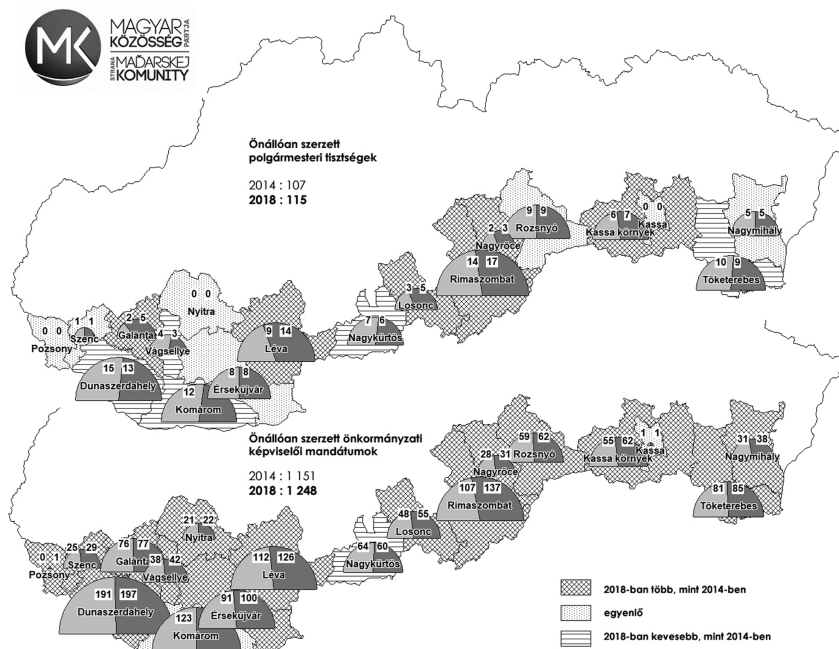 MK
MAGYAR
KÖZÖSSÉG
PARTJA
STRANA
MAĎARSKEJ
KOMUNITY
Önállóan szerzett
polgármesteri tisztségek
2014 : 107
2018 : 115
0 0
Pozsony
1 1
Szenc
2 5
Galánta
4 3
Vágsellye
0 0
Nyitra
15 13
Dunaszerdahely
12
Komárom
8 8
Érsekújvár
9 14
Léva
7 6
Nagykürtös
3 5
Losonc
14 17
Rimaszombat
2 3
Nagyrőce
9 9
Rozsnyó
6 7
Kassa környék
0 0
Kassa
10 9
Tőketerebes
5 5
Nagymihály
Önállóan szerzett önkormányzati
képviselői mandátumok
2014 : 1 151
2018 : 1 248
0 1
Pozsony
25 29
Szenc
76 77
Galánta
38 42
Vágsellye
21 22
Nyitra
191 197
Dunaszerdahely
123
Komárom
91 100
Érsekújvár
112 126
Léva
64 60
Nagykürtös
48 55
Losonc
107 137
Rimaszombat
28 31
Nagyrőce
59 62
Rozsnyó
55 62
Kassa környék
1 1
Kassa
81 85
Tőketerebes
31 38
Nagymihály
2018-ban több, mint 2014-ben
egyenlő
2018-ban kevesebb, mint 2014-ben